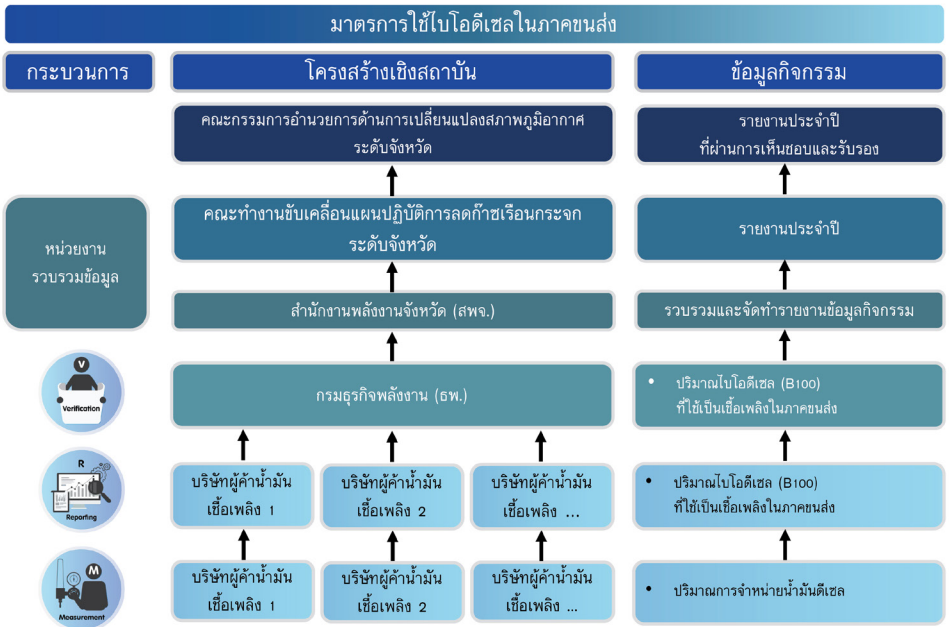 มาตรการใช้ไบโอดีเซลในภาคขนส่ง
กระบวนการ
โครงสร้างเชิงสถาบัน
ข้อมูลกิจกรรม
คณะกรรมการอำนวยการด้านการเปลี่ยนแปลงสภาพภูมิอากาศ
ระดับจังหวัด
รายงานประจำปี
ที่ผ่านการเห็นชอบและรับรอง
หน่วยงาน
รวบรวมข้อมูล
คณะทำงานขับเคลื่อนแผนปฏิบัติการลดก๊าซเรือนกระจก
ระดับจังหวัด
รายงานประจำปี
สำนักงานพลังงานจังหวัด (สพจ.)
รวบรวมและจัดทำรายงานข้อมูลกิจกรรม
V
Verification
กรมธุรกิจพลังงาน (ธพ.)
• ปริมาณไบโอดีเซล (B100)
ที่ใช้เป็นเชื้อเพลิงในภาคขนส่ง
R
Reporting
บริษัทผู้ค้าน้ำมัน
เชื้อเพลิง 1
บริษัทผู้ค้าน้ำมัน
เชื้อเพลิง 2
บริษัทผู้ค้าน้ำมัน
เชื้อเพลิง ...
• ปริมาณไบโอดีเซล (B100)
ที่ใช้เป็นเชื้อเพลิงในภาคขนส่ง
M
Measurement
บริษัทผู้ค้าน้ำมัน
เชื้อเพลิง 1
บริษัทผู้ค้าน้ำมัน
เชื้อเพลิง 2
บริษัทผู้ค้าน้ำมัน
เชื้อเพลิง ...
• ปริมาณการจำหน่ายน้ำมันดีเซล